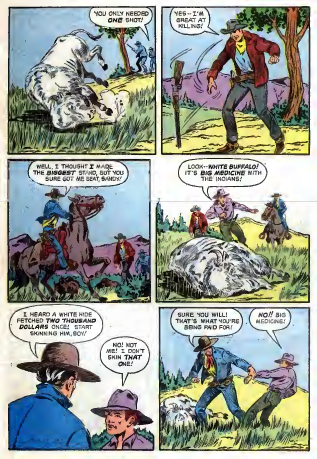 YOU ONLY NEEDED
ONE SHOT!
YES--I'M
GREAT AT
KILLING!
WELL, I THOUGHT I MADE
THE BIGGEST STAND, BUT YOU
SURE GOT ME BEAT, SANDY!
LOOK--WHITE BUFFALO!
IT'S BIG MEDICINE WITH
THE INDIANS!
I HEARD A WHITE HIDE
FETCHED TWO THOUSAND
DOLLARS ONCE! START
SKINNING HIM, BOY!
NO! NOT
ME! I DON'T
SKIN THAT
ONE!
SURE YOU WILL!
THAT'S WHAT YOU'RE
BEING PAID FOR!
NO!! BIG
MEDICINE!